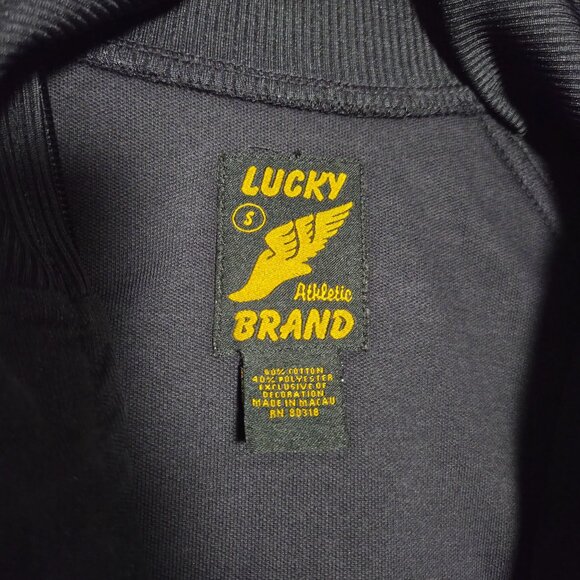 LUCKY
S
Athletic
BRAND
60% COTTON
40% POLYESTER
EXCLUSIVE OF
DECORATION
MADE IN MACAU
RN 80318